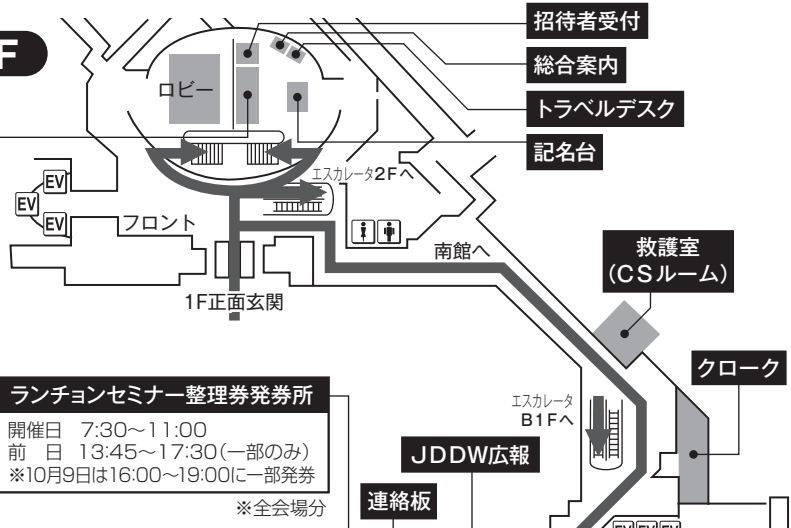 F
招待者受付
総合案内
トラベルデスク
記名台
ロビー
エスカレータ2Fへ
EV
EV
EV
フロント
南館へ
1F正面玄関
救護室
(CSルーム)
クローク
エスカレータ
B1Fへ
ランチョンセミナー整理券発券所
開催日 7:30～11:00
前 日 13:45～17:30(一部のみ)
※10月9日は16:00～19:00に一部発券
※全会場分
JDDW広報
連絡板
EV EV EV